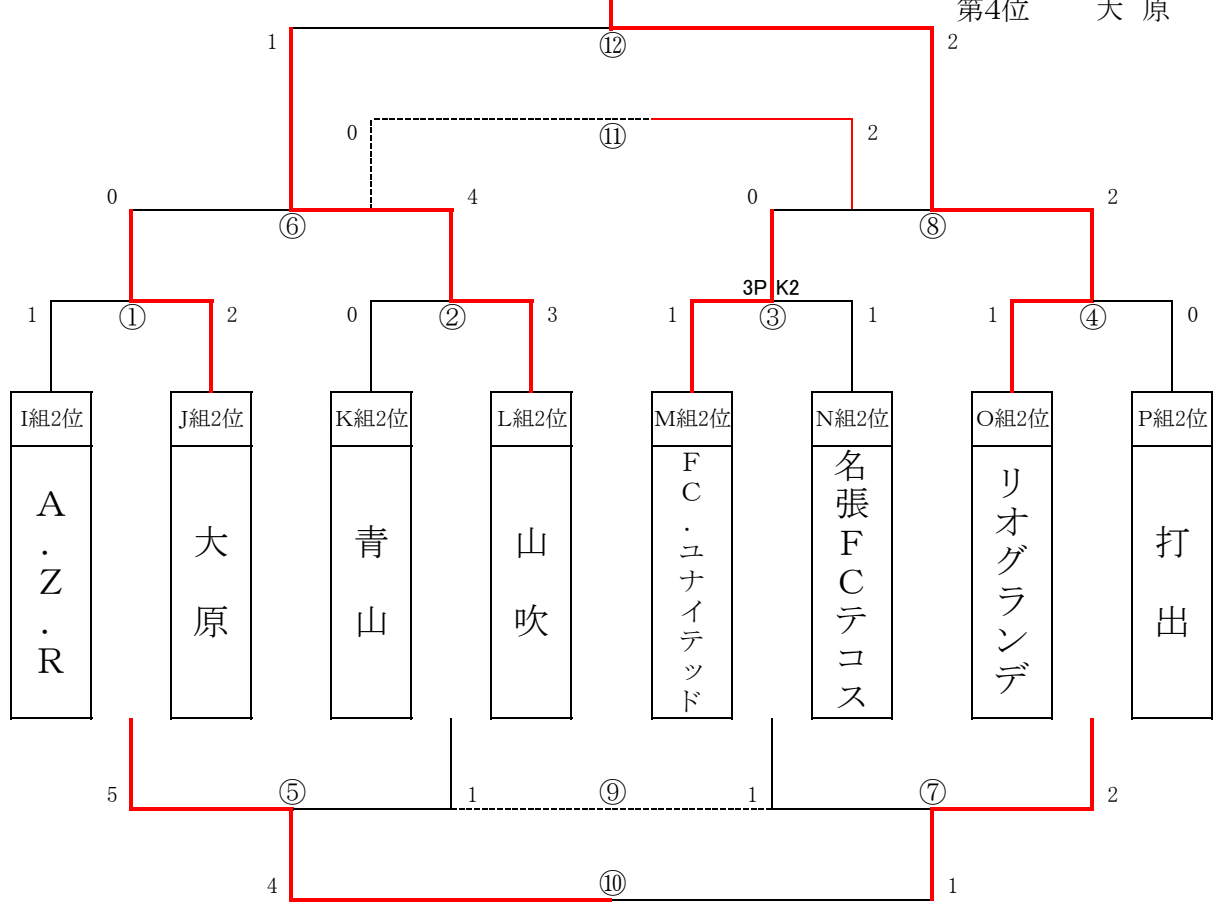 第4位 大 原
1 ⑫ 2
0 ⑪ 2
0 ⑥ 4 0 ⑧ 2
3P K2
1 ① 2 0 ② 3 1 ③ 1 1 ④ 0
I組2位 J組2位 K組2位 L組2位 M組2位 N組2位 O組2位 P組2位
A.Z.R
大原
青山
山吹
FC.ユナイテッド
名張FCテコス
リオグランデ
打出
5 ⑤ 1 ⑨ 1 ⑦ 2
4 ⑩ 1